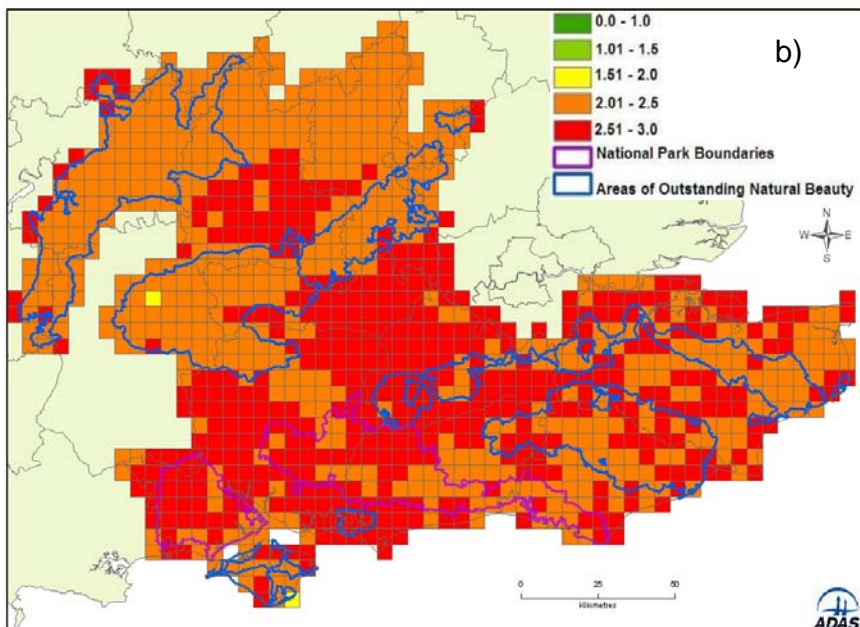 0.0 - 1.0
1.01 - 1.5
1.51 - 2.0
2.01 - 2.5
2.51 - 3.0
National Park Boundaries
Areas of Outstanding Natural Beauty
b)
N
W E
S
0 25 50
Kilometres
ADAS